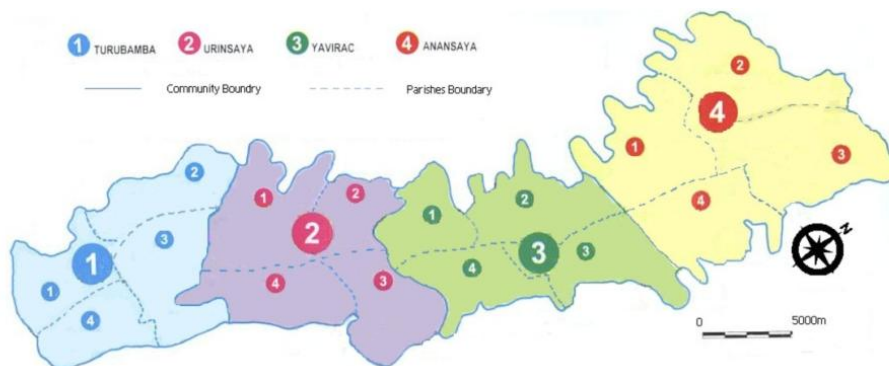 1 TURUBAMBA 2 URINSAYA 3 YAVIRAC 4 ANANSAYA
Community Boundry Parishes Boundary
2
4
1 3
2
1 2
1 2 4
3
2
1 3
1 4 3 4 3
4
N
0 5000m